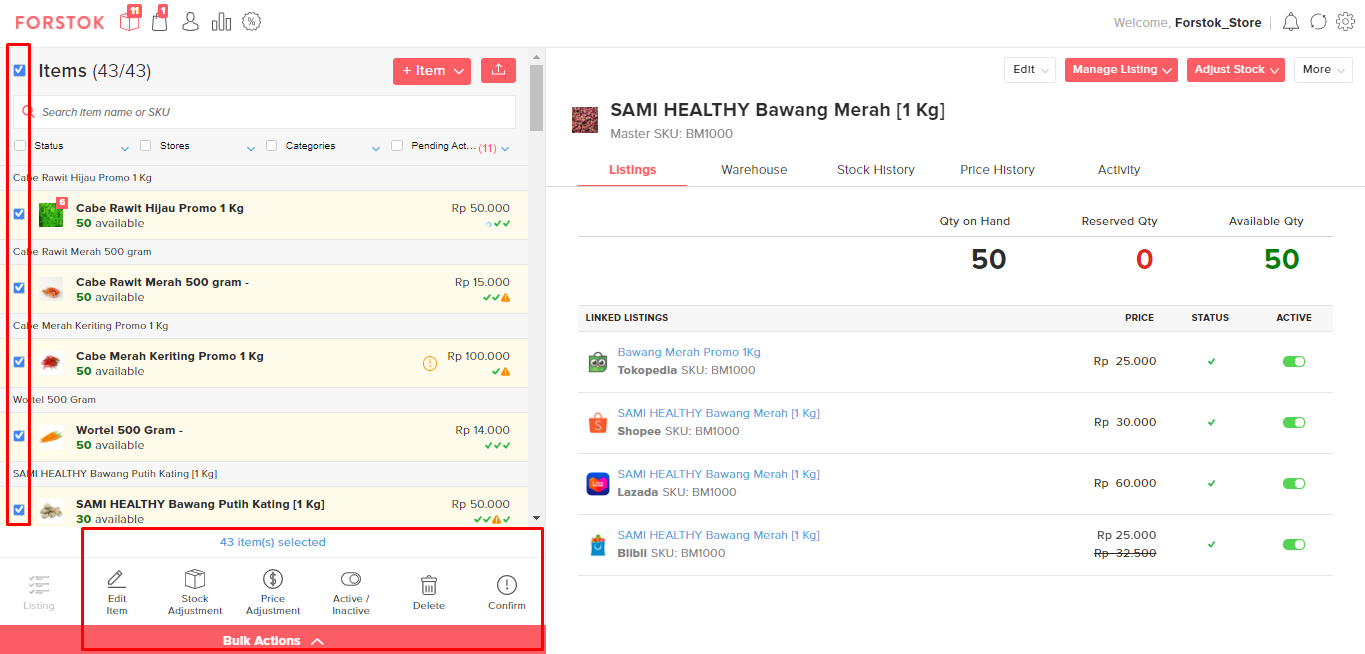 FORSTOK
11
1
Welcome, Forstok_Store
Items (43/43)
+ Item
Search item name or SKU
Status
Stores
Categories
Pending Act... (11)
Cabe Rawit Hijau Promo 1 Kg
6
Cabe Rawit Hijau Promo 1 Kg
Rp 50.000
50 available
Cabe Rawit Merah 500 gram
Cabe Rawit Merah 500 gram -
Rp 15.000
50 available
Cabe Merah Keriting Promo 1 Kg
Cabe Merah Keriting Promo 1 Kg
Rp 100.000
50 available
Wortel 500 Gram
Wortel 500 Gram -
Rp 14.000
50 available
SAMI HEALTHY Bawang Putih Kating [1 Kg]
SAMI HEALTHY Bawang Putih Kating [1 Kg]
Rp 50.000
30 available
43 item(s) selected
Listing
Edit
Item
Stock
Adjustment
Price
Adjustment
Active /
Inactive
Delete
Confirm
Bulk Actions
Edit
Manage Listing
Adjust Stock
More
SAMI HEALTHY Bawang Merah [1 Kg]
Master SKU: BM1000
Listings
Warehouse
Stock History
Price History
Activity
Qty on Hand
Reserved Qty
Available Qty
50
0
50
LINKED LISTINGS
PRICE
STATUS
ACTIVE
Bawang Merah Promo 1Kg
Tokopedia SKU: BM1000
Rp 25.000
SAMI HEALTHY Bawang Merah [1 Kg]
Shopee SKU: BM1000
Rp 30.000
SAMI HEALTHY Bawang Merah [1 Kg]
Lazada SKU: BM1000
Rp 60.000
SAMI HEALTHY Bawang Merah [1 Kg]
Blibli SKU: BM1000
Rp 25.000
Rp 32.500